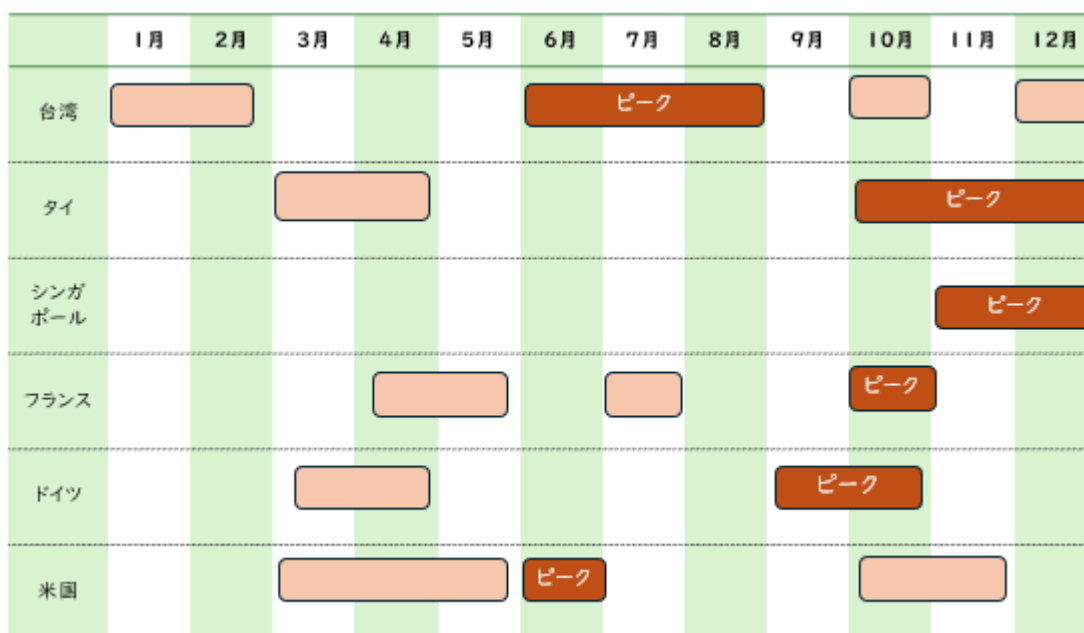 1月 2月 3月 4月 5月 6月 7月 8月 9月 10月 11月 12月
台湾 ピーク
タイ ピーク
シンガ
ポール ピーク
フランス ピーク
ドイツ ピーク
米国 ピーク